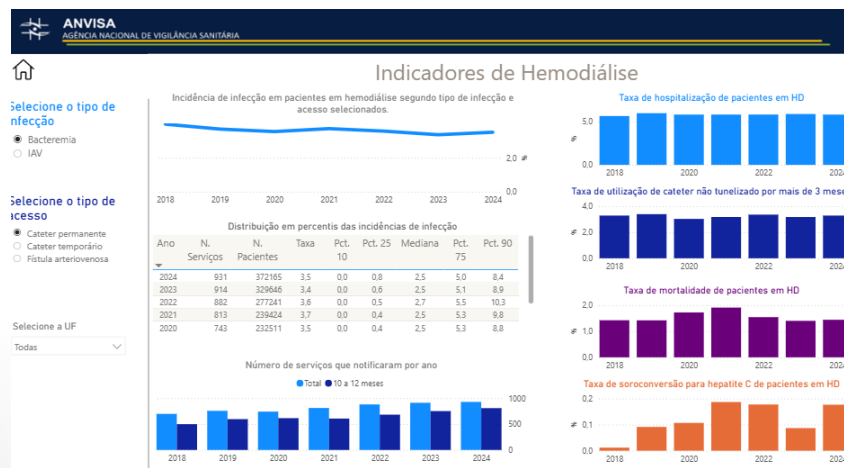 ANVISA
AGÊNCIA NACIONAL DE VIGILÂNCIA SANITÁRIA
Indicadores de Hemodiálise
Selecione o tipo de
nfecção
Bacteremia
IAV
Selecione o tipo de
acesso
Cateter permanente
Cateter temporário
Fístula arteriovenosa
Selecione a UF
Todas
Incidência de infecção em pacientes em hemodiálise segundo tipo de infecção e
acesso selecionados.
2,0 %
0,0
2018 2019 2020 2021 2022 2023 2024
Distribuição em percentis das incidências de infecção
Ano N. N. Taxa Pct. Pct. 25 Mediana Pct. Pct. 90
Serviços Pacientes 10 75
2024 931 372165 3,5 0,0 0,8 2,5 5,0 8,4
2023 914 329646 3,4 0,0 0,6 2,5 5,1 8,9
2022 882 277241 3,6 0,0 0,5 2,7 5,5 10,3
2021 813 239424 3,7 0,0 0,4 2,5 5,3 9,8
2020 743 232511 3,5 0,0 0,4 2,5 5,3 8,8
Número de serviços que notificaram por ano
Total 10 a 12 meses
1000
500
0
2018 2019 2020 2021 2022 2023 2024
Taxa de hospitalização de pacientes em HD
5,0
%
0,0
2018 2020 2022 2024
Taxa de utilização de cateter não tunelizado por mais de 3 mese
4,0
% 2,0
0,0
2018 2020 2022 2024
Taxa de mortalidade de pacientes em HD
2,0
% 1,0
0,0
2018 2020 2022 2024
Taxa de soroconversão para hepatite C de pacientes em HD
0,2
% 0,1
0,0
2018 2020 2022 2024